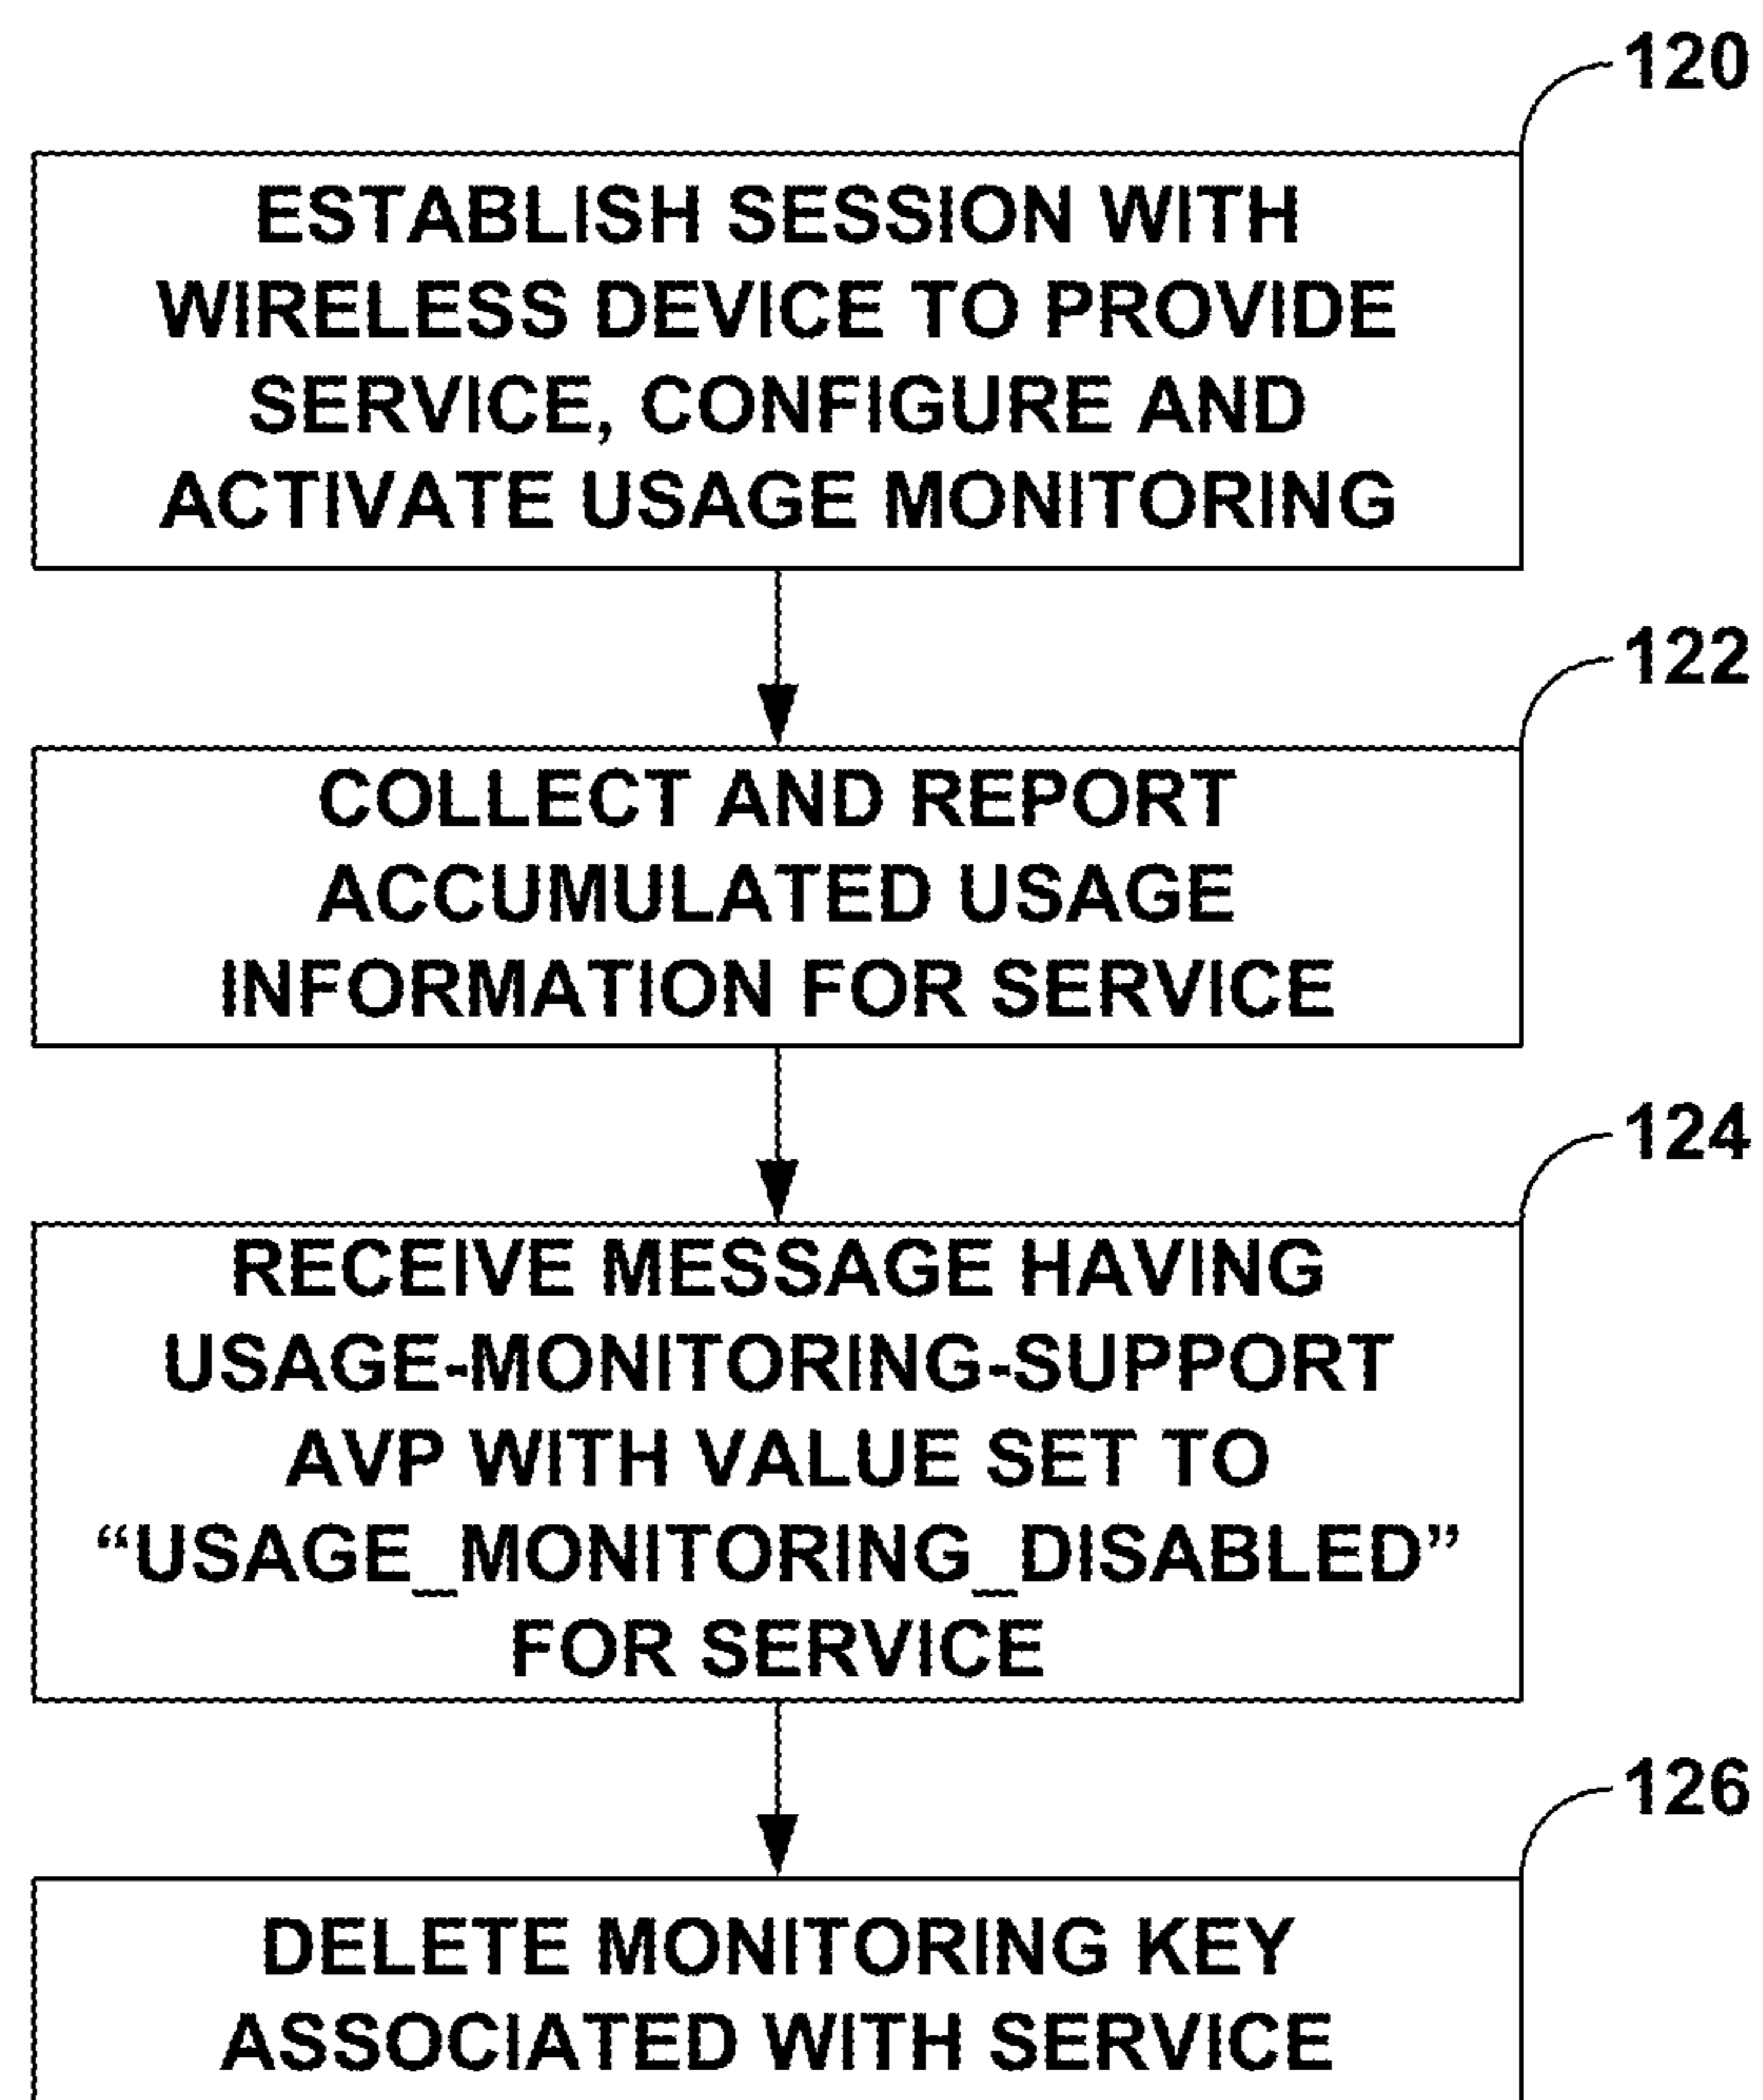 120
ESTABLISH SESSION WITH
WIRELESS DEVICE TO PROVIDE
SERVICE, CONFIGURE AND
ACTIVATE USAGE MONITORING
122
COLLECT AND REPORT
ACCUMULATED USAGE
INFORMATION FOR SERVICE
124
RECEIVE MESSAGE HAVING
USAGE-MONITORING-SUPPORT
AVP WITH VALUE SET TO
“USAGE_MONITORING_DISABLED”
FOR SERVICE
126
DELETE MONITORING KEY
ASSOCIATED WITH SERVICE